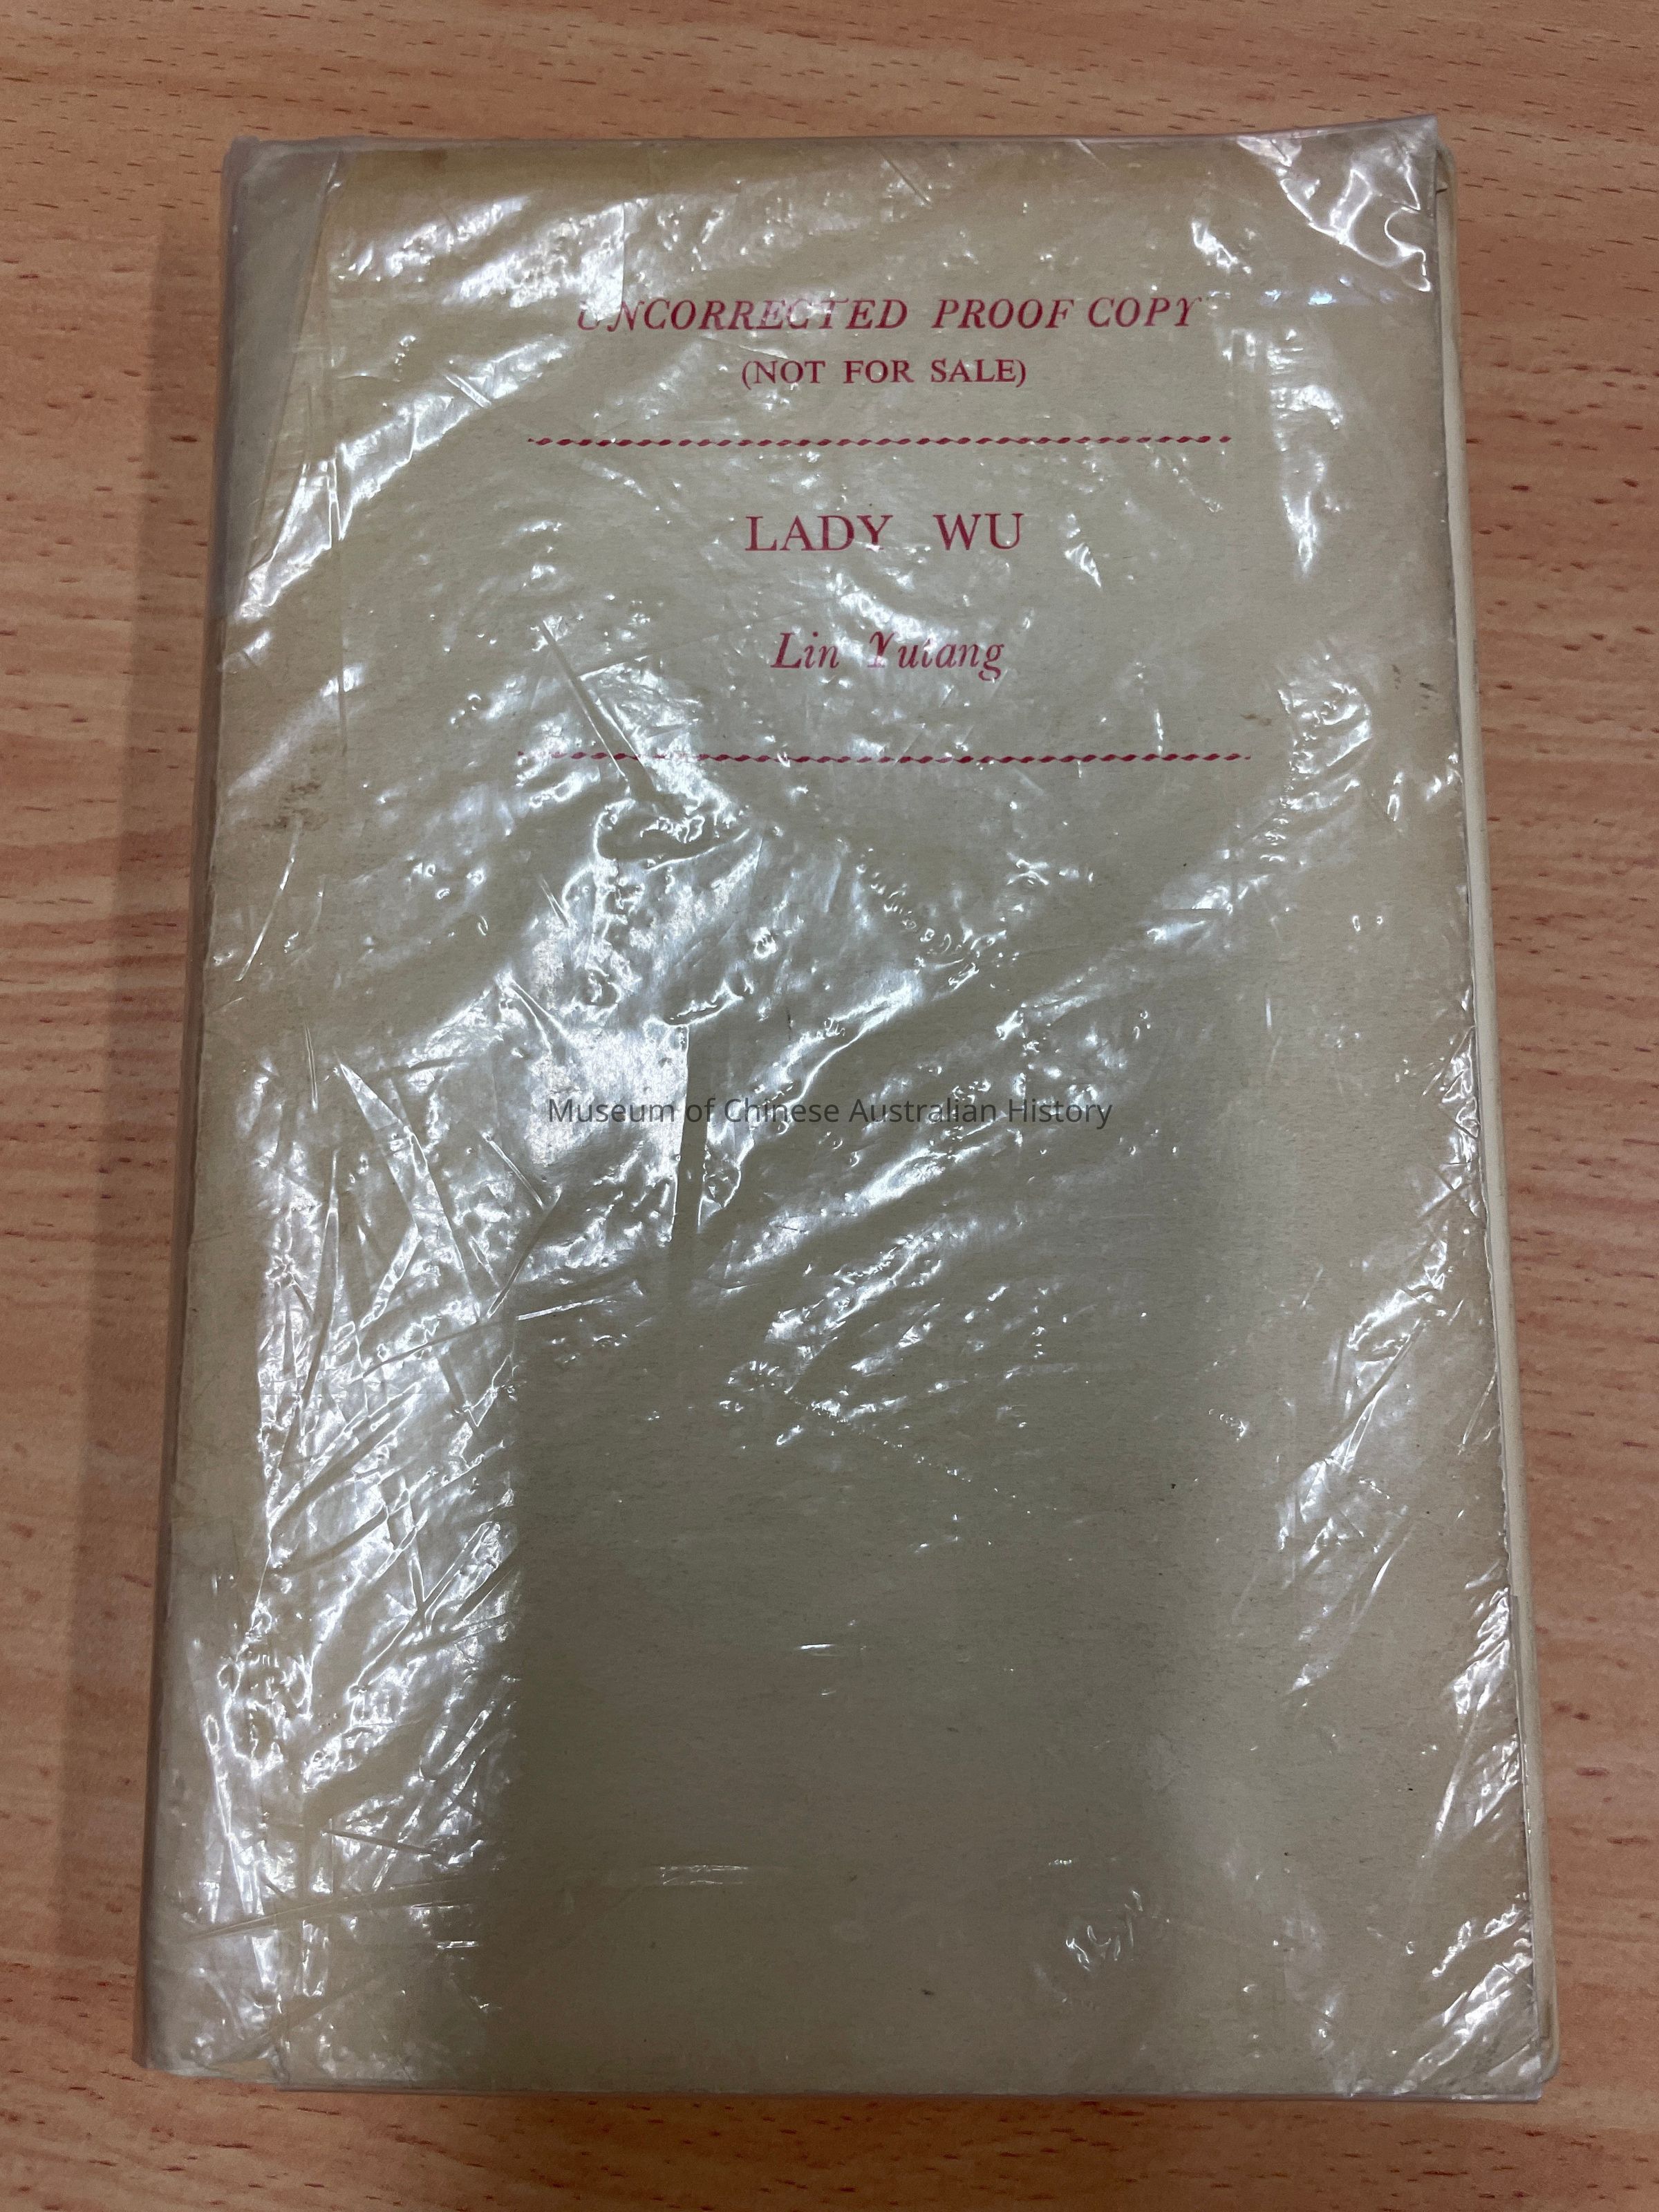 UNCORRECTED PROOF COPY
(NOT FOR SALE)
LADY WU
Lin Yutang
Museum of Chinese Australian History